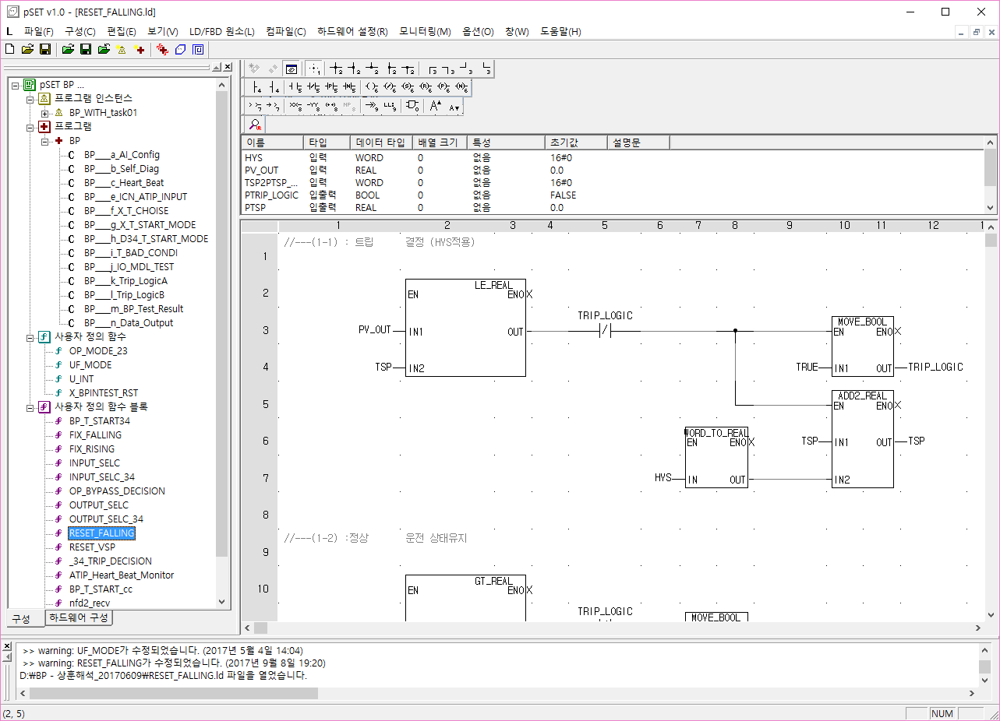 pSET v1.0 - [RESET_FALLING.ld]
L 파일(F) 구성(C) 편집(E) 보기(V) LD/FBD 원소(L) 컴파일(C) 하드웨어 설정(R) 모니터링(M) 옵션(O) 창(W) 도움말(H)
pSET BP ...
프로그램 인스턴스
BP_WITH_task01
프로그램
BP
C BP___a_AI_Config
C BP___b_Self_Diag
C BP___c_Heart_Beat
C BP___e_ICN_ATIP_INPUT
C BP___f_X_T_CHOISE
C BP___g_X_T_START_MODE
C BP___h_D34_T_START_MODE
C BP___i_T_BAD_CONDI
C BP___j_IO_MDL_TEST
C BP___k_Trip_LogicA
C BP___l_Trip_LogicB
C BP___m_BP_Test_Result
C BP___n_Data_Output
사용자 정의 함수
OP_MODE_23
UF_MODE
U_INT
X_BPINTEST_RST
사용자 정의 함수 블록
BP_T_START34
FIX_FALLING
FIX_RISING
INPUT_SELC
INPUT_SELC_34
OP_BYPASS_DECISION
OUTPUT_SELC
OUTPUT_SELC_34
RESET_FALLING
RESET_VSP
_34_TRIP_DECISION
ATIP_Heart_Beat_Monitor
BP_T_START_cc
nfd2_recv
구성 하드웨어 구성
이름 타입 데이터 타입 배열 크기 특성 초기값 설명문
HYS 입력 WORD 0 없음 16#0
PV_OUT 입력 REAL 0 없음 0.0
TSP2PTSP_... 입력 WORD 0 없음 16#0
PTRIP_LOGIC 입출력 BOOL 0 없음 FALSE
PTSP 입출력 REAL 0 없음 0.0
1 2 3 4 5 6 7 8 9 10 11 12 1
//---(1-1) : 트립 결정 (HYS적용)
1
LE_REAL
2 EN ENO
TRIP_LOGIC MOVE_BOOL
3 PV_OUT IN1 OUT EN ENO
4 TSP IN2 TRUE IN1 OUT TRIP_LOGIC
ADD2_REAL
5 EN ENO
WORD_TO_REAL
6 EN ENO TSP IN1 OUT TSP
7 HYS IN OUT IN2
8
//---(1-2) :정상 운전 상태유지
9
GT_REAL
10 EN ENO
TRIP_LOGIC MOVE_BOOL
>> warning: UF_MODE가 수정되었습니다. (2017년 5월 4일 14:04)
>> warning: RESET_FALLING가 수정되었습니다. (2017년 9월 8일 19:20)
D:₩BP - 상훈해석_20170609₩RESET_FALLING.ld 파일을 열었습니다.
(2, 5) NUM